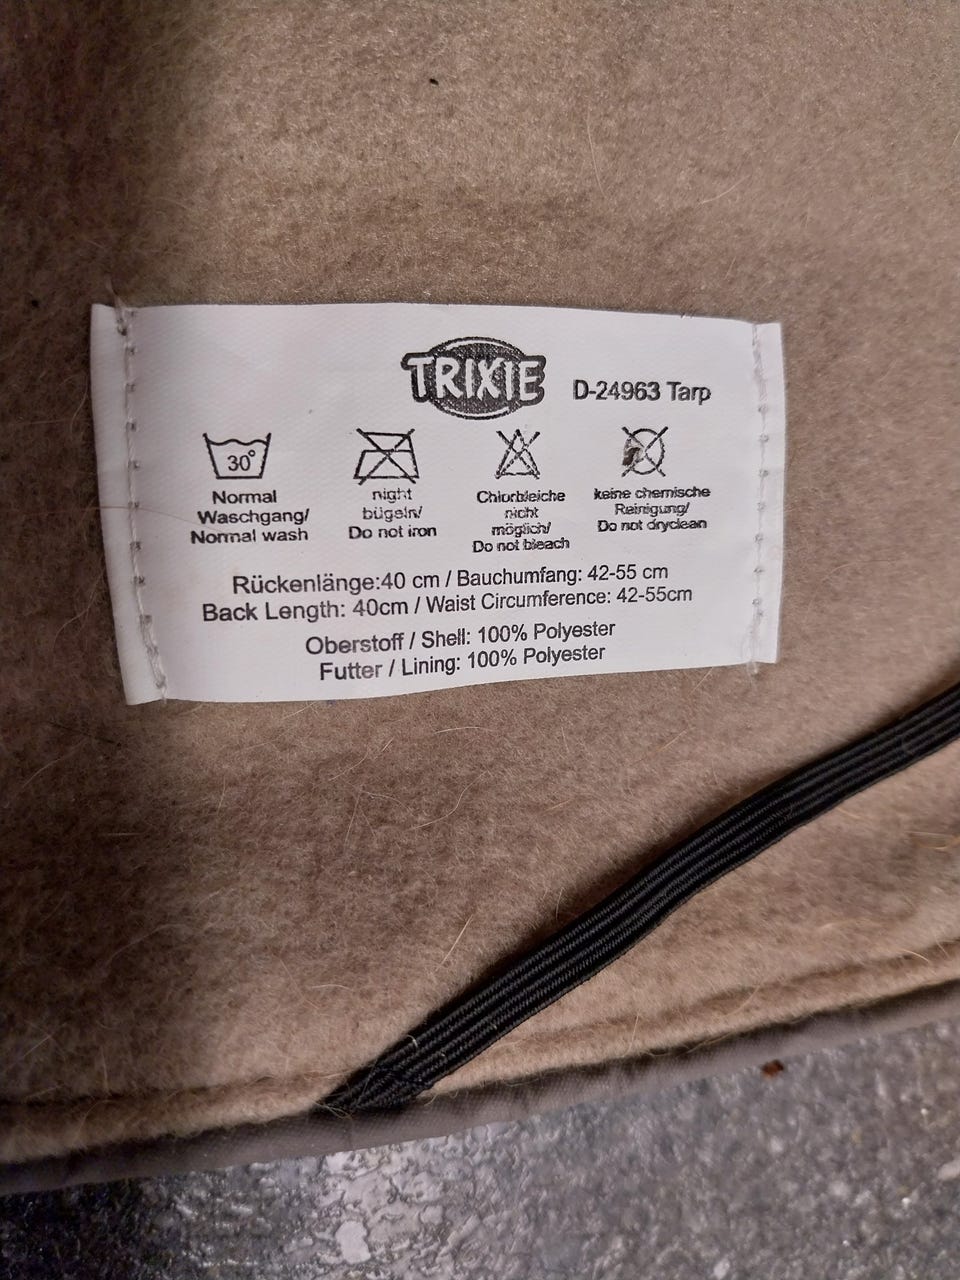 TRIXIE
D-24963 Tarp
30°
Normal
Waschgang/
Normal wash
night
bügeln/
Do not iron
Chlorbleiche
nicht
möglich/
Do not bleach
keine chemische
Reinigung/
Do not dryclean
Rückenlänge:40 cm / Bauchumfang: 42-55 cm
Back Length: 40cm / Waist Circumference: 42-55cm
Oberstoff / Shell: 100% Polyester
Futter / Lining: 100% Polyester